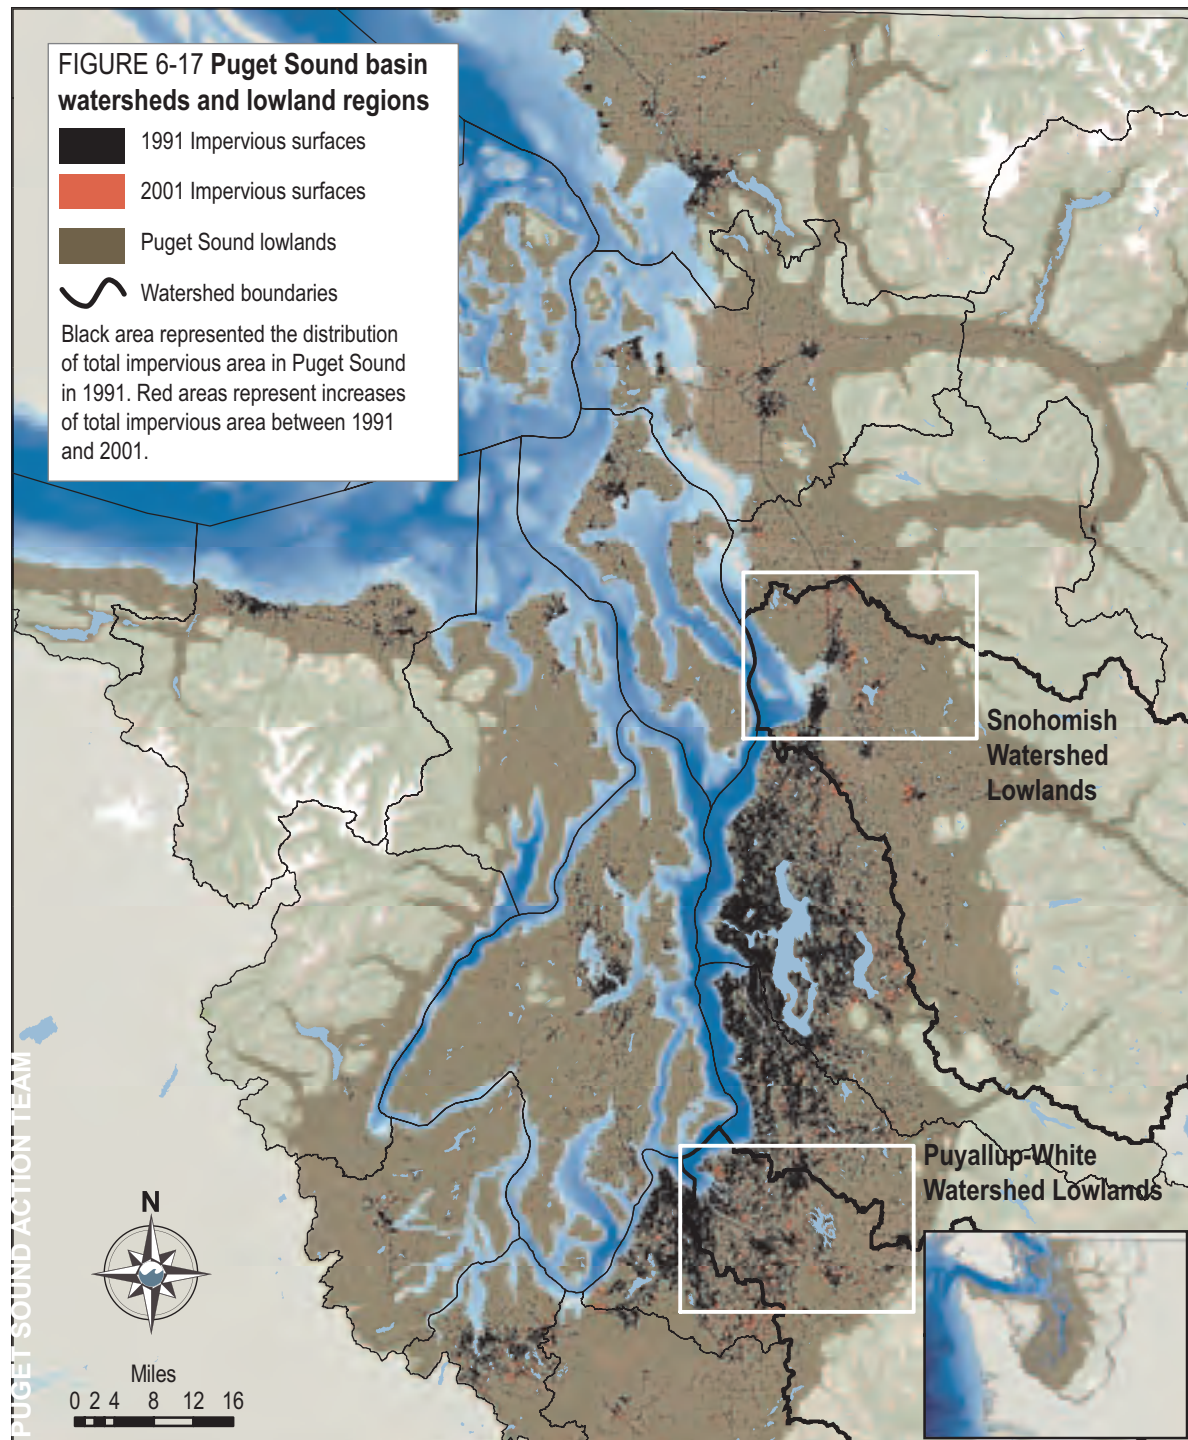 FIGURE 6-17 Puget Sound basin
watersheds and lowland regions
1991 Impervious surfaces
2001 Impervious surfaces
Puget Sound lowlands
Watershed boundaries
Black area represented the distribution
of total impervious area in Puget Sound
in 1991. Red areas represent increases
of total impervious area between 1991
and 2001.
Snohomish
Watershed
Lowlands
Puyallup-White
Watershed Lowlands
N
Miles
0 2 4 8 12 16
PUGET SOUND ACTION TEAM